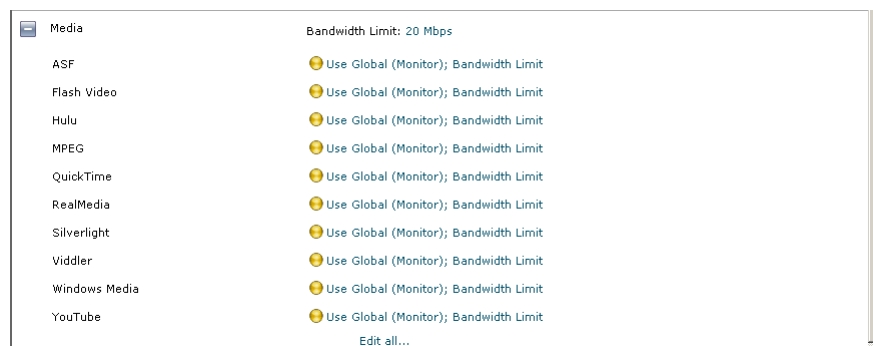 Media Bandwidth Limit: 20 Mbps
ASF Use Global (Monitor); Bandwidth Limit
Flash Video Use Global (Monitor); Bandwidth Limit
Hulu Use Global (Monitor); Bandwidth Limit
MPEG Use Global (Monitor); Bandwidth Limit
QuickTime Use Global (Monitor); Bandwidth Limit
RealMedia Use Global (Monitor); Bandwidth Limit
Silverlight Use Global (Monitor); Bandwidth Limit
Viddler Use Global (Monitor); Bandwidth Limit
Windows Media Use Global (Monitor); Bandwidth Limit
YouTube Use Global (Monitor); Bandwidth Limit
Edit all...